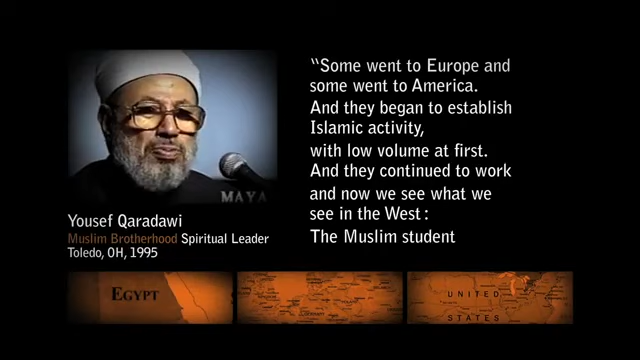 "Some went to Europe and
some went to America.
And they began to establish
Islamic activity,
with low volume at first.
And they continued to work
and now we see what we
see in the West :
The Muslim student
MAYA
Yousef Qaradawi
Muslim Brotherhood Spiritual Leader
Toledo, OH, 1995
EGYPT
UNITED
STATES